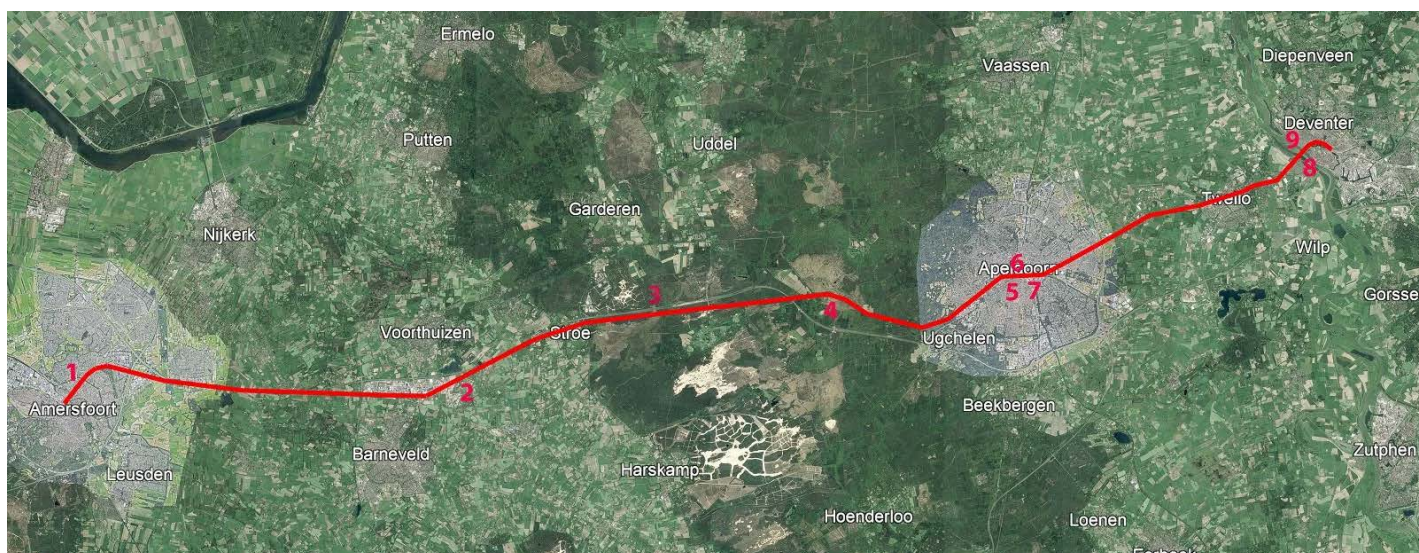 Ermelo
Diepenveen
Vaassen
Deventer
Putten
Uddel
9
8
Twello
Garderen
Nijkerk
Wilp
6
Apeldoorn
5 7
3
Gorsse
4
Voorthuizen
Stroe
Ugchelen
1
2
Amersfoort
Beekbergen
Barneveld
Zutphen
Leusden
Harskamp
Hoenderloo
Loenen